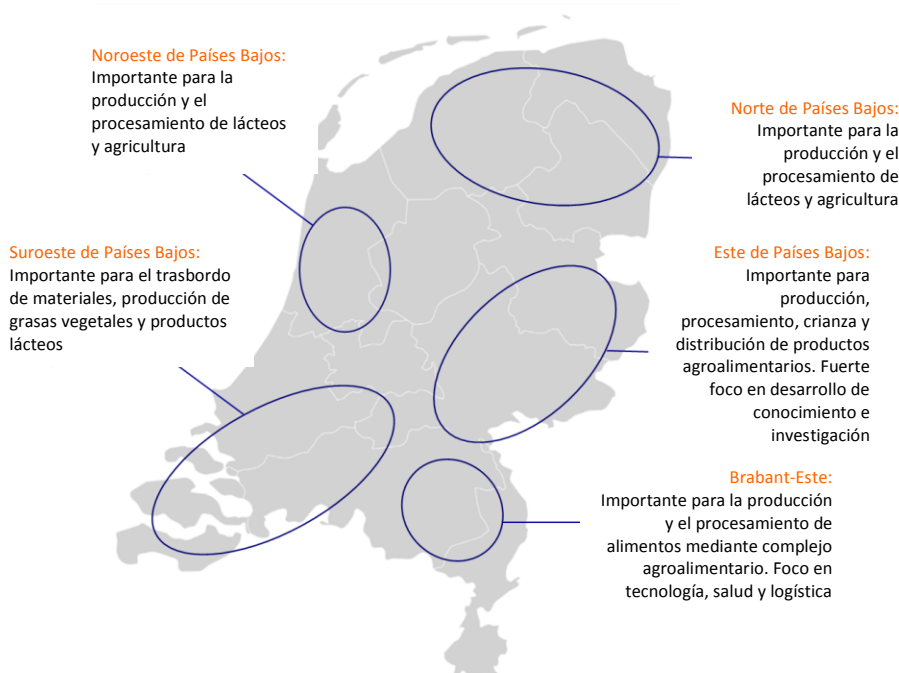 Noroeste de Países Bajos:
Importante para la
producción y el
procesamiento de lácteos
y agricultura
Norte de Países Bajos:
Importante para la
producción y el
procesamiento de
lácteos y agricultura
Suroeste de Países Bajos:
Importante para el trasbordo
de materiales, producción de
grasas vegetales y productos
lácteos
Este de Países Bajos:
Importante para
producción,
procesamiento, crianza y
distribución de productos
agroalimentarios. Fuerte
foco en desarrollo de
conocimiento e
investigación
Brabant-Este:
Importante para la producción
y el procesamiento de
alimentos mediante complejo
agroalimentario. Foco en
tecnología, salud y logística